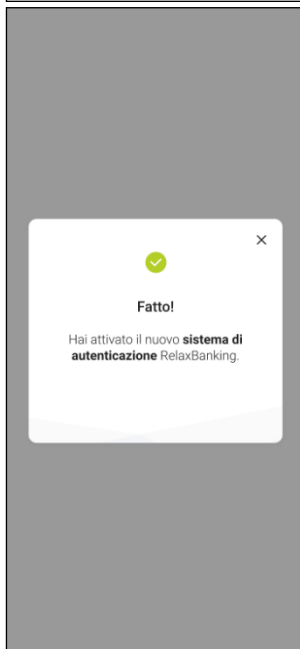 Fatto!
Hai attivato il nuovo sistema di
autenticazione RelaxBanking.